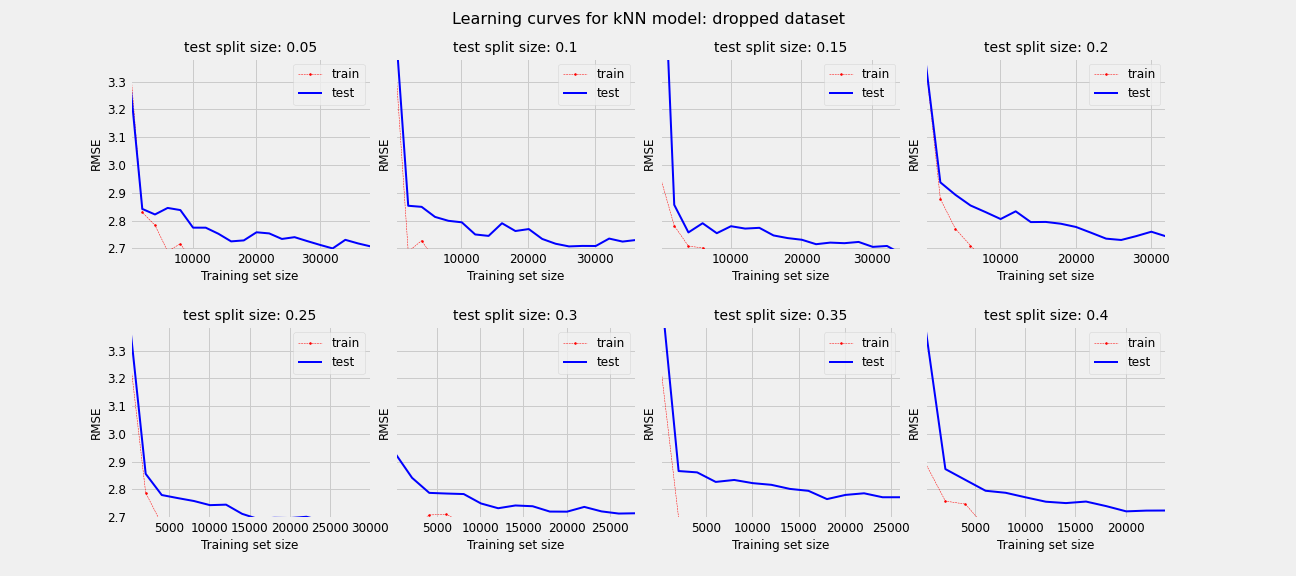 Learning curves for kNN model: dropped dataset
test split size: 0.05
test split size: 0.1
test split size: 0.15
test split size: 0.2
train
test
train
test
train
test
train
test
RMSE
RMSE
RMSE
RMSE
3.3
3.2
3.1
3.0
2.9
2.8
2.7
10000 20000 30000
10000 20000 30000
10000 20000 30000
10000 20000 30000
Training set size
Training set size
Training set size
Training set size
test split size: 0.25
test split size: 0.3
test split size: 0.35
test split size: 0.4
train
test
train
test
train
test
train
test
RMSE
RMSE
RMSE
RMSE
3.3
3.2
3.1
3.0
2.9
2.8
2.7
5000 10000 15000 20000 25000 30000
5000 10000 15000 20000 25000
5000 10000 15000 20000 25000
5000 10000 15000 20000
Training set size
Training set size
Training set size
Training set size